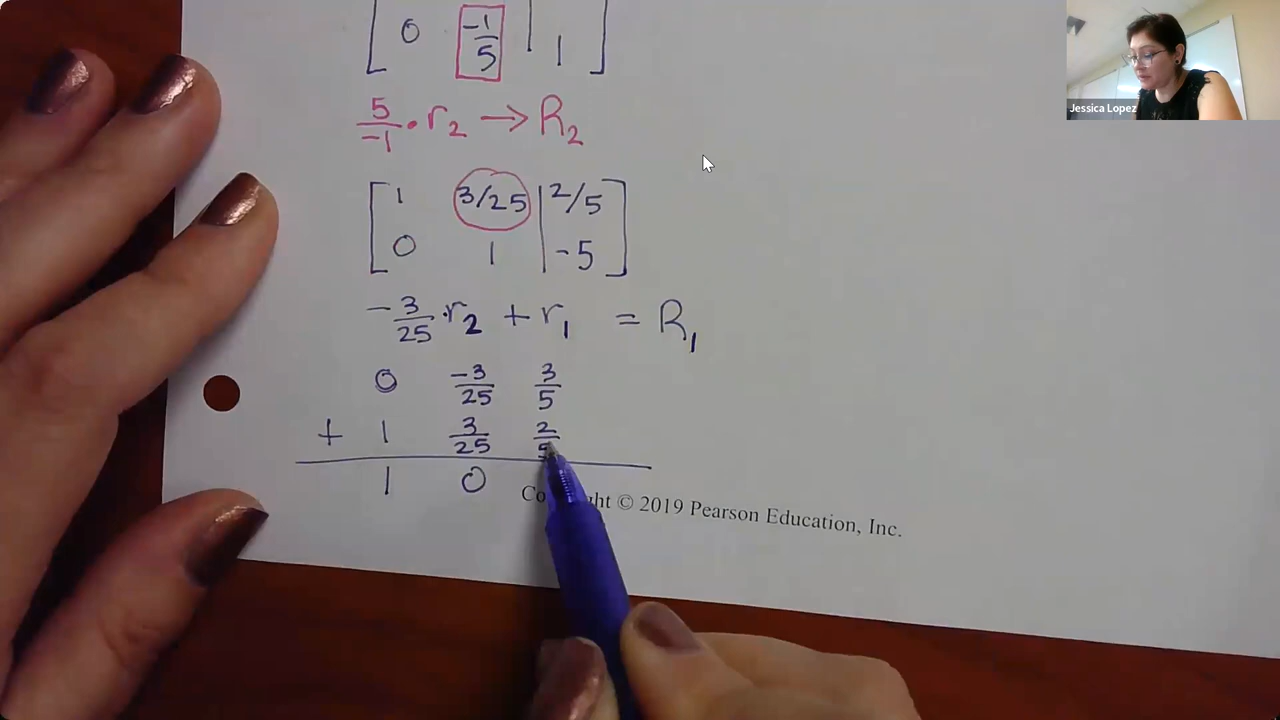 [ 0 -1/5 | 1 ]
Jessica Lopez
5/-1 • r₂ → R₂
[ 1 3/25 | 2/5 ]
[ 0 1 | -5 ]
-3/25 · r₂ + r₁ = R₁
0 -3/25 3/5
+ 1 3/25 2/5
1 0
© 2019 Pearson Education, Inc.